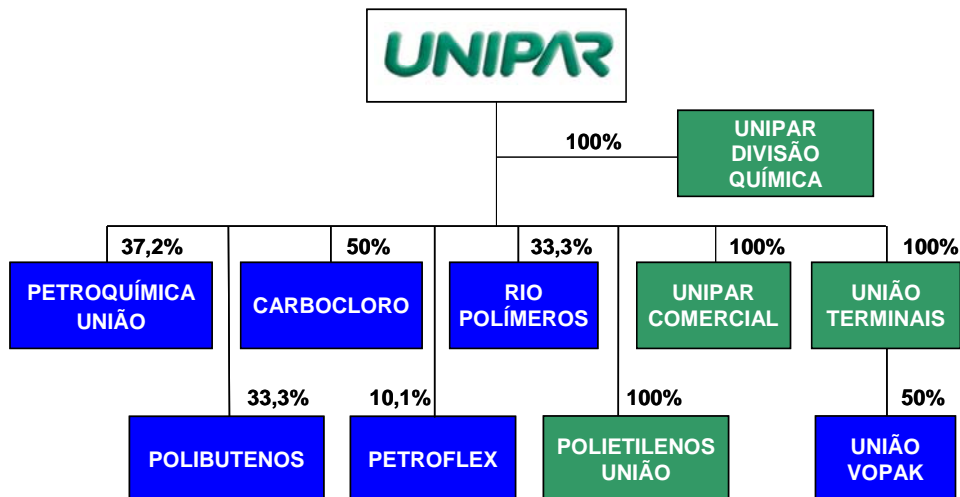 UNIPAR
100%
UNIPAR
DIVISÃO
QUÍMICA
37,2%
50%
33,3%
100%
100%
PETROQUÍMICA
UNIÃO
CARBOCLORO
RIO
POLÍMEROS
UNIPAR
COMERCIAL
UNIÃO
TERMINAIS
33,3%
10,1%
100%
50%
POLIBUTENOS
PETROFLEX
POLIETILENOS
UNIÃO
UNIÃO
VOPAK